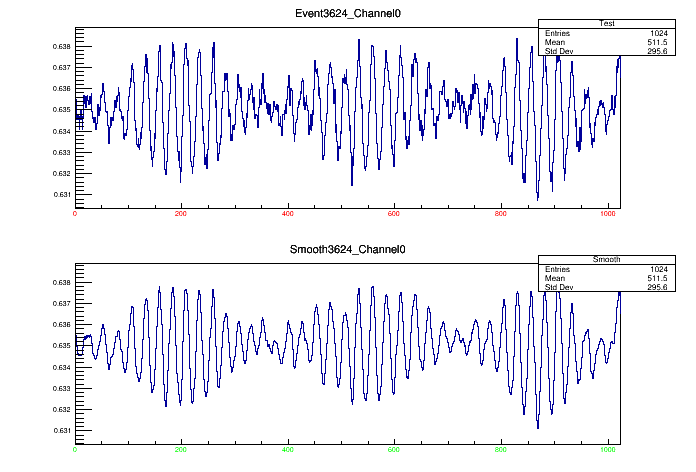 Event3624_Channel0
Test
Entries 1024
Mean 511.5
Std Dev 295.6
0.638
0.637
0.636
0.635
0.634
0.633
0.632
0.631
0 200 400 600 800 1000
Smooth3624_Channel0
Smooth
Entries 1024
Mean 511.5
Std Dev 295.6
0.638
0.637
0.636
0.635
0.634
0.633
0.632
0.631
0 200 400 600 800 1000